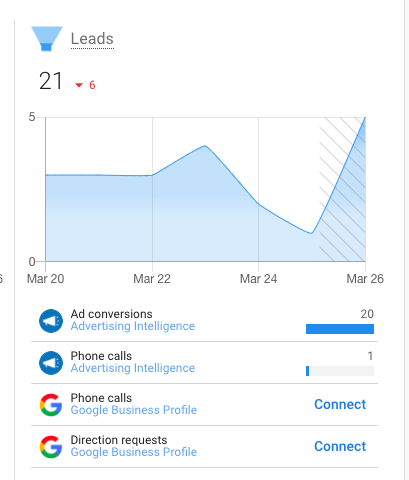 Leads
21 6
5
0
6
Mar 20 Mar 22 Mar 24 Mar 26
Ad conversions 20
Advertising Intelligence
Phone calls 1
Advertising Intelligence
Phone calls
Google Business Profile
Connect
Direction requests
Google Business Profile
Connect